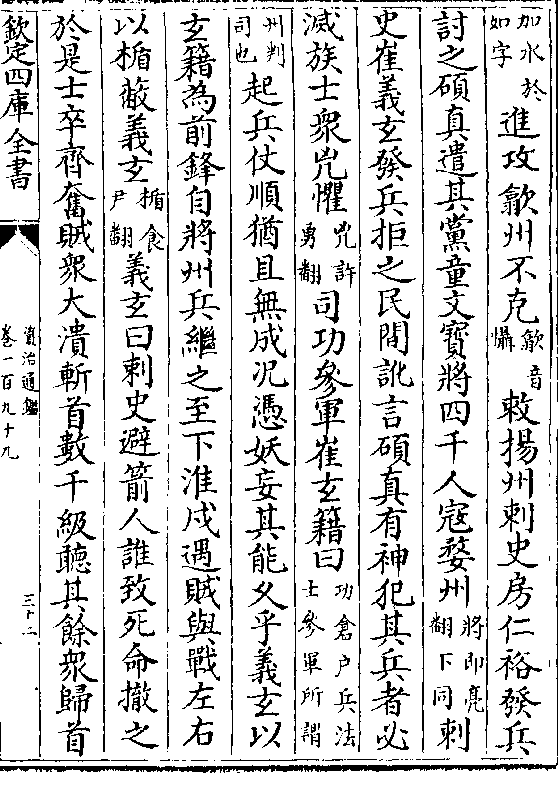 加水於如字進攻歙州不克歙音懾敕揚州刺史房仁裕發兵
討之碩真遣其黨童文寳將四千人寇婺州將即亮翻下同刺
史崔義玄發兵拒之民間訛言碩真有神犯其兵者必
滅族士衆兇懼兇許勇翻司功參軍崔玄籍曰功倉户兵法士參軍所謂
州判司也起兵仗順猶且無成况憑妖妄其能乆乎義玄以
玄籍為前鋒自將州兵繼之至下淮戍遇賊與戰左右
以楯蔽義玄楯食尹翻義玄曰刺史避箭人誰致死命撤之
於是士卒齊奮賊衆大潰斬首數千級聽其餘衆歸首
欽定四庫全書
資治通鑑
卷一百九十九
三十二